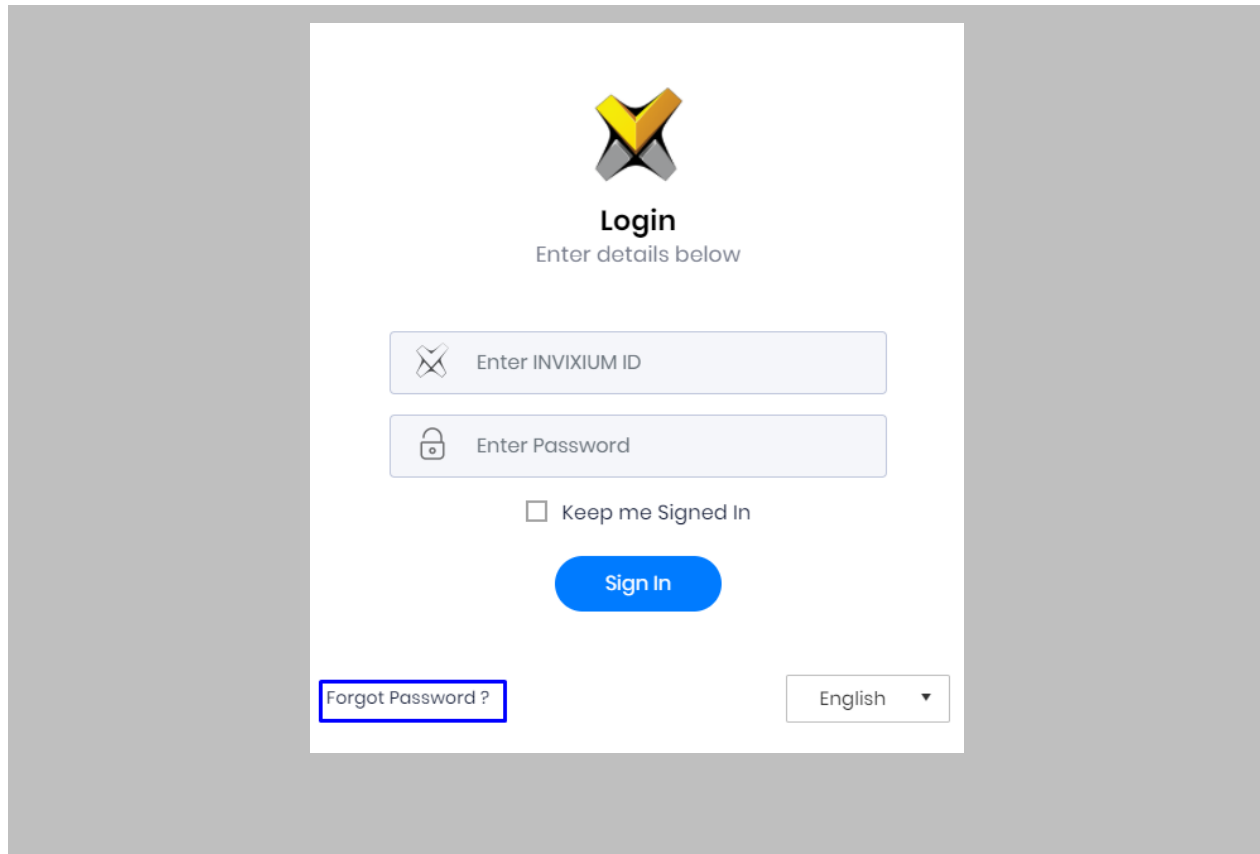 Login
Enter details below
Enter INVIXIUM ID
Enter Password
Keep me Signed In
Sign In
Forgot Password ?
English